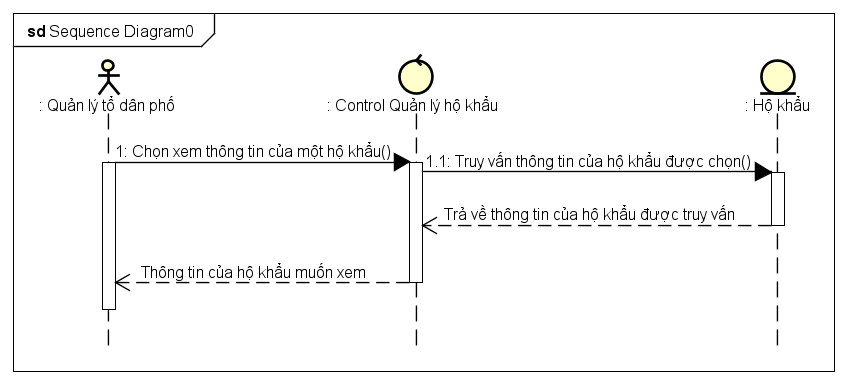 sd Sequence Diagram0
: Quản lý tổ dân phố
: Control Quản lý hộ khẩu
: Hộ khẩu
1: Chọn xem thông tin của một hộ khẩu()
1.1: Truy vấn thông tin của hộ khẩu được chọn()
Trả về thông tin của hộ khẩu được truy vấn
Thông tin của hộ khẩu muốn xem